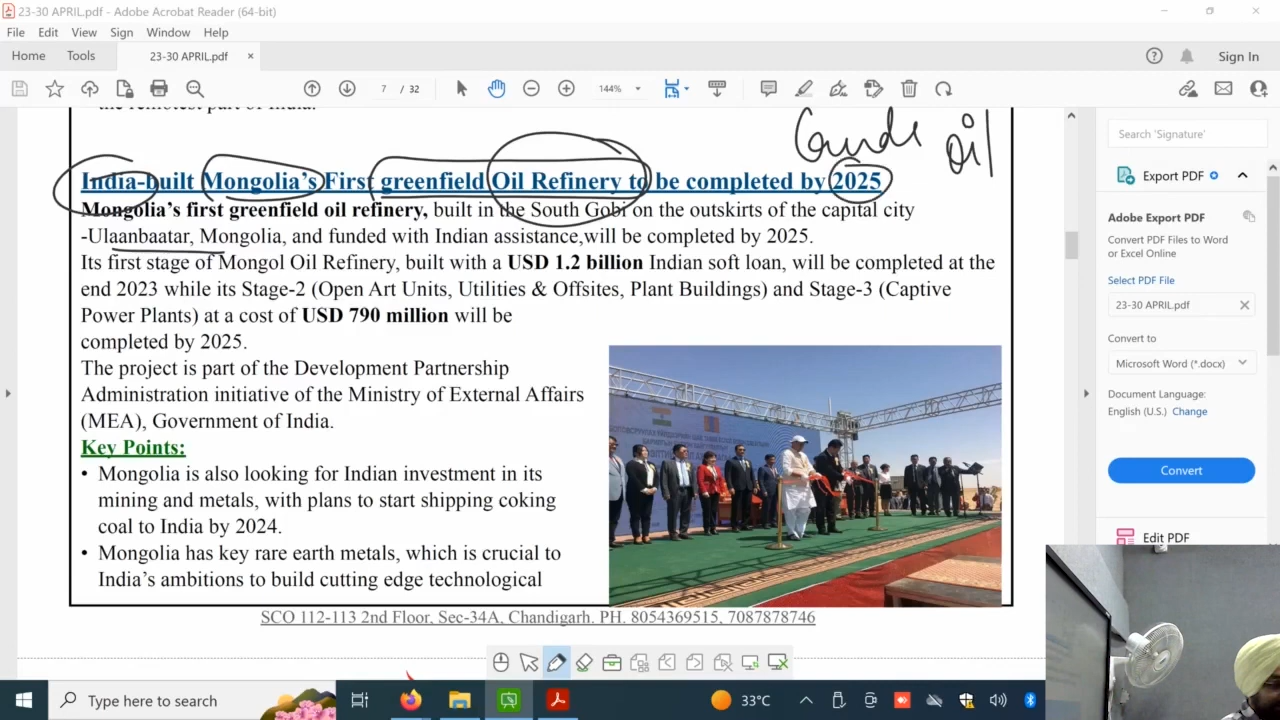 23-30 APRIL.pdf - Adobe Acrobat Reader (64-bit)
File Edit View Sign Window Help
Home Tools 23-30 APRIL.pdf × Sign In
7 / 32 144%
the remotest part of India.
Crude oil
India-built Mongolia's First greenfield Oil Refinery to be completed by 2025
Mongolia's first greenfield oil refinery, built in the South Gobi on the outskirts of the capital city
-Ulaanbaatar, Mongolia, and funded with Indian assistance,will be completed by 2025.
Its first stage of Mongol Oil Refinery, built with a USD 1.2 billion Indian soft loan, will be completed at the
end 2023 while its Stage-2 (Open Art Units, Utilities & Offsites, Plant Buildings) and Stage-3 (Captive
Power Plants) at a cost of USD 790 million will be
completed by 2025.
The project is part of the Development Partnership
Administration initiative of the Ministry of External Affairs
(MEA), Government of India.
Key Points:
• Mongolia is also looking for Indian investment in its
mining and metals, with plans to start shipping coking
coal to India by 2024.
• Mongolia has key rare earth metals, which is crucial to
India's ambitions to build cutting edge technological
SCO 112-113 2nd Floor, Sec-34A, Chandigarh. PH. 8054369515, 7087878746
Search 'Signature'
Export PDF
Adobe Export PDF
Convert PDF Files to Word
or Excel Online
Select PDF File
23-30 APRIL.pdf
Convert to
Microsoft Word (*.docx)
Document Language:
English (U.S.) Change
Convert
Edit PDF
Type here to search
33°C